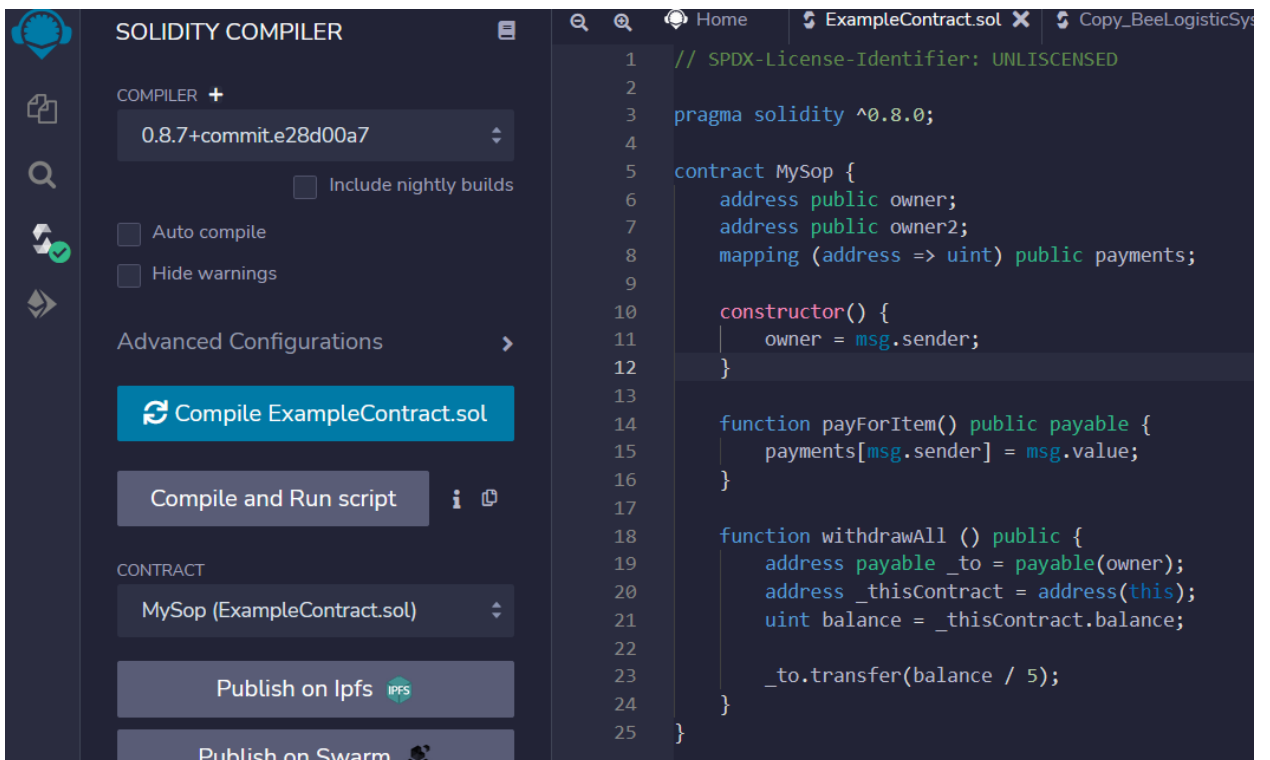 SOLIDITY COMPILER
COMPILER +
0.8.7+commit.e28d00a7
Include nightly builds
Auto compile
Hide warnings
Advanced Configurations
Compile ExampleContract.sol
Compile and Run script
i
CONTRACT
MySop (ExampleContract.sol)
Publish on Ipfs IPFS
Publish on Swarm
Home ExampleContract.sol Copy_BeeLogisticSys
1 // SPDX-License-Identifier: UNLISCENSED
2
3 pragma solidity ^0.8.0;
4
5 contract MySop {
6 address public owner;
7 address public owner2;
8 mapping (address => uint) public payments;
9
10 constructor() {
11 owner = msg.sender;
12 }
13
14 function payForItem() public payable {
15 payments[msg.sender] = msg.value;
16 }
17
18 function withdrawAll () public {
19 address payable _to = payable(owner);
20 address _thisContract = address(this);
21 uint balance = _thisContract.balance;
22
23 _to.transfer(balance / 5);
24 }
25 }